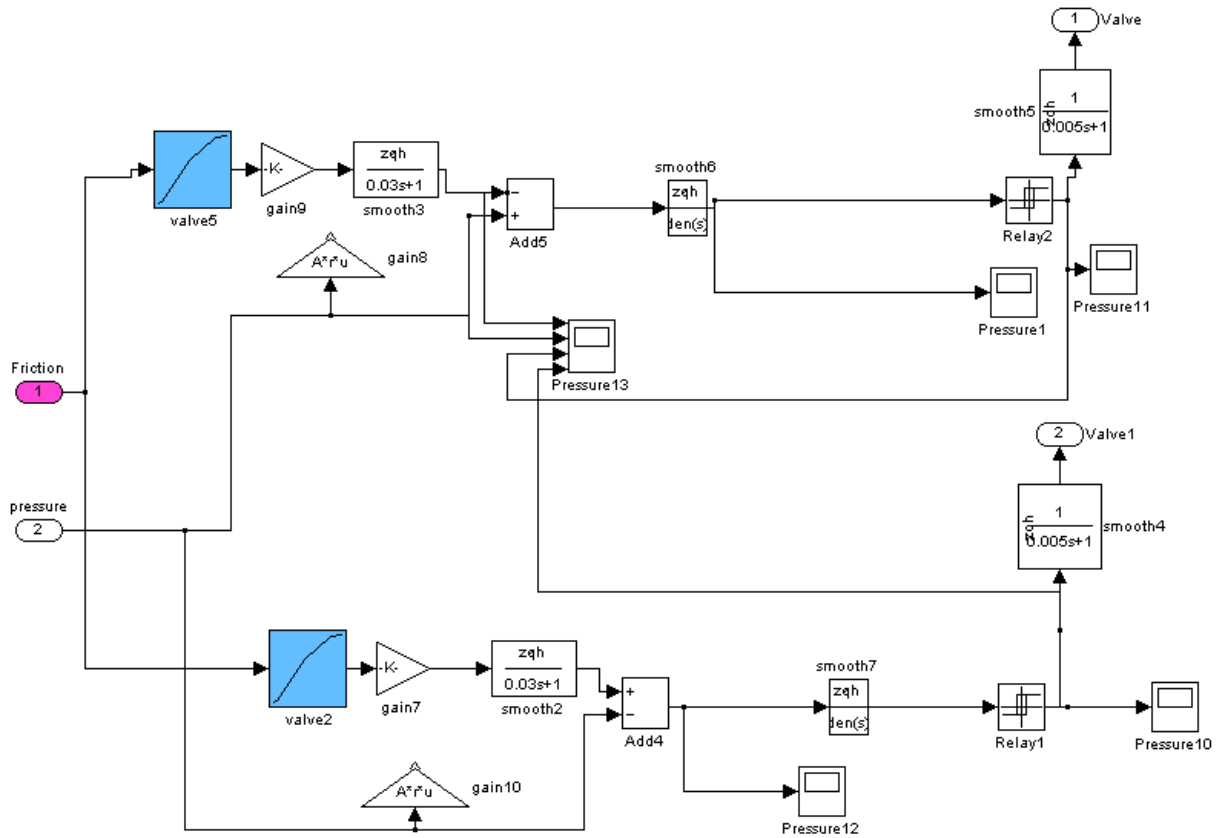 1
Valve
smooth5
1
0.005s+1
zqh
valve5
-K-
gain9
zqh
0.03s+1
smooth3
−
+
Add5
smooth6
zqh
den(s)
Relay2
A*r*u
gain8
Pressure1
Pressure11
Pressure13
Friction
1
2
Valve1
pressure
2
1
0.005s+1
zqh
smooth4
valve2
-K-
gain7
zqh
0.03s+1
smooth2
+
−
Add4
smooth7
zqh
den(s)
Relay1
Pressure10
A*r*u
gain10
Pressure12